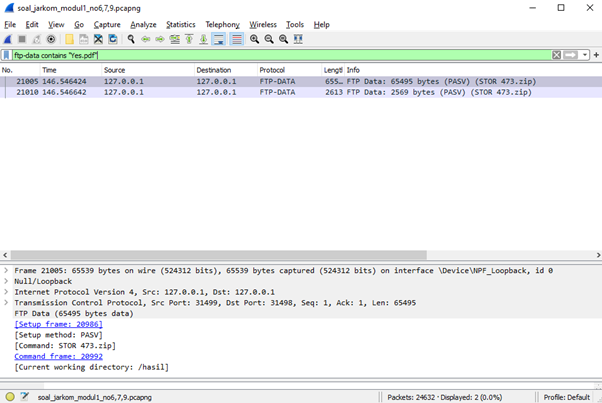 soal_jarkom_modul1_no6,7,9.pcapng
File Edit View Go Capture Analyze Statistics Telephony Wireless Tools Help
ftp-data contains "Yes.pdf"
No. Time Source Destination Protocol Lengtl Info
21005 146.546424 127.0.0.1 127.0.0.1 FTP-DATA 655… FTP Data: 65495 bytes (PASV) (STOR 473.zip)
21010 146.546642 127.0.0.1 127.0.0.1 FTP-DATA 2613 FTP Data: 2569 bytes (PASV) (STOR 473.zip)
Frame 21005: 65539 bytes on wire (524312 bits), 65539 bytes captured (524312 bits) on interface \Device\NPF_Loopback, id 0
Null/Loopback
Internet Protocol Version 4, Src: 127.0.0.1, Dst: 127.0.0.1
Transmission Control Protocol, Src Port: 31499, Dst Port: 31498, Seq: 1, Ack: 1, Len: 65495
FTP Data (65495 bytes data)
[Setup frame: 20986]
[Setup method: PASV]
[Command: STOR 473.zip]
Command frame: 20992
[Current working directory: /hasil]
soal_jarkom_modul1_no6,7,9.pcapng Packets: 24632 · Displayed: 2 (0.0%) Profile: Default